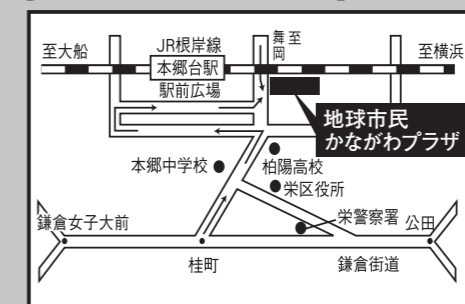 至大船
JR根岸線
本郷台駅
駅前広場
至
舞岡
至横浜
地球市民
かながわプラザ
本郷中学校
柏陽高校
栄区役所
鎌倉女子大前
栄警察署
公田
桂町
鎌倉街道